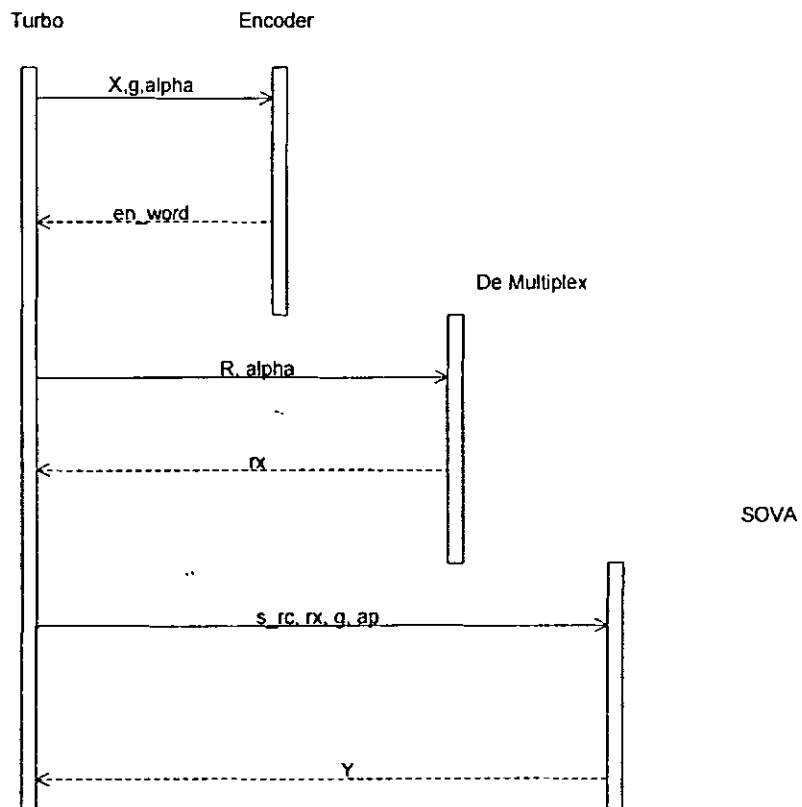 Turbo
Encoder
X,g,alpha
en_word
De Multiplex
R, alpha
rx
SOVA
s_rc, rx, g, ap
Y